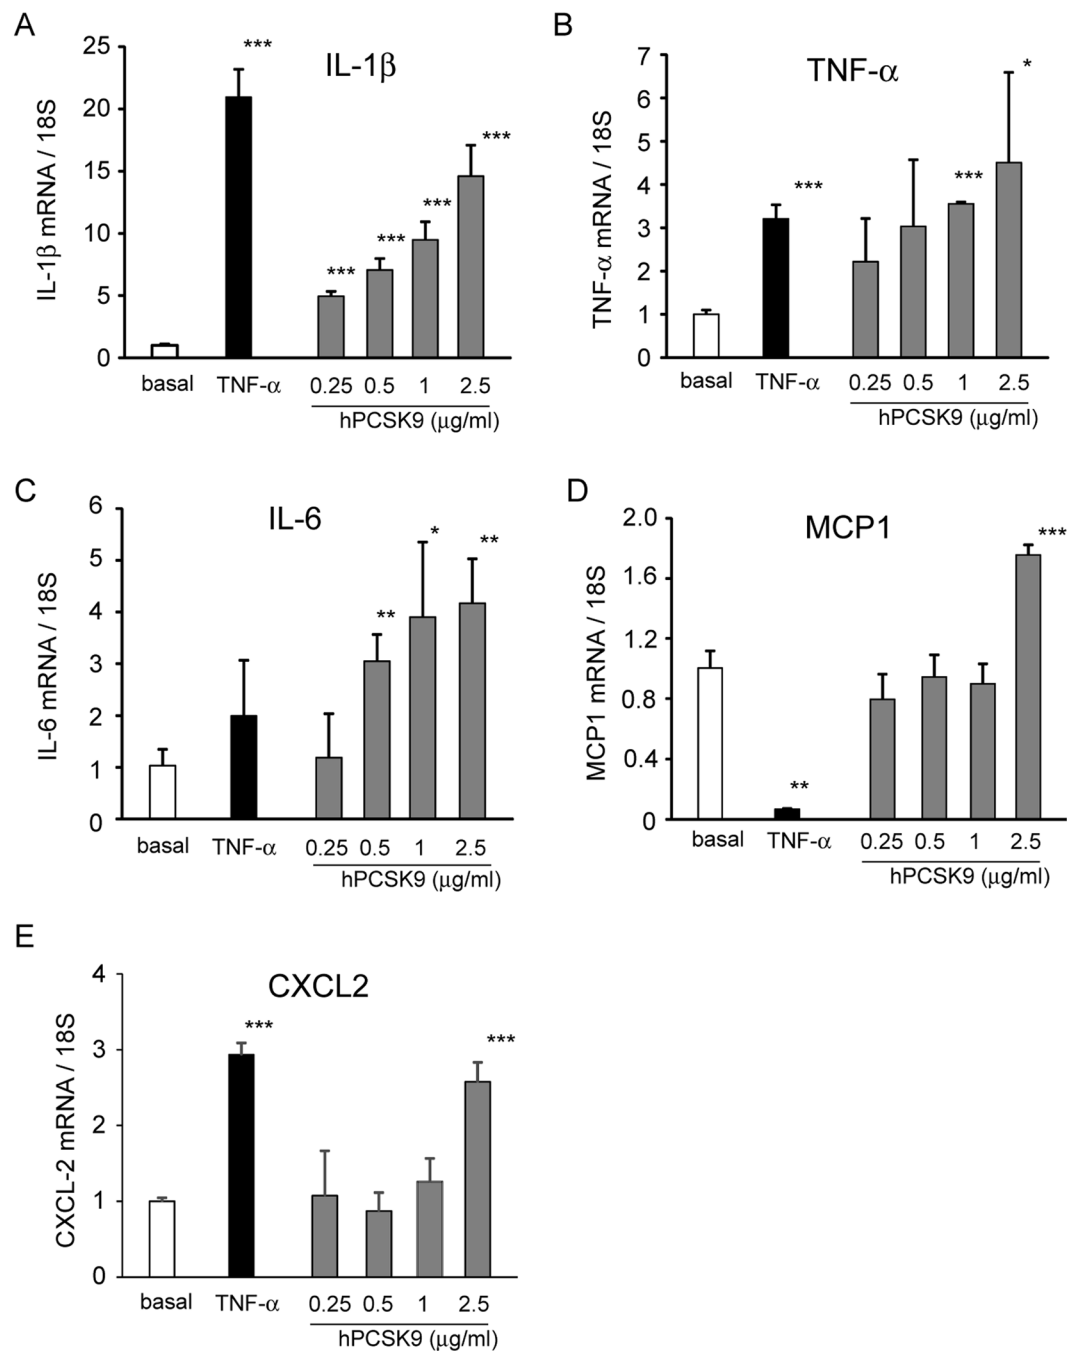 A
IL-1β
IL-1β mRNA / 18S
25
20
15
10
5
0
***
***
***
***
***
basal TNF-α 0.25 0.5 1 2.5
hPCSK9 (μg/ml)
B
TNF-α
TNF-α mRNA / 18S
7
6
5
4
3
2
1
0
***
***
*
basal TNF-α 0.25 0.5 1 2.5
hPCSK9 (μg/ml)
C
IL-6
IL-6 mRNA / 18S
6
5
4
3
2
1
0
**
*
**
basal TNF-α 0.25 0.5 1 2.5
hPCSK9 (μg/ml)
D
MCP1
MCP1 mRNA / 18S
2.0
1.6
1.2
0.8
0.4
0
**
***
basal TNF-α 0.25 0.5 1 2.5
hPCSK9 (μg/ml)
E
CXCL2
CXCL-2 mRNA / 18S
4
3
2
1
0
***
***
basal TNF-α 0.25 0.5 1 2.5
hPCSK9 (μg/ml)